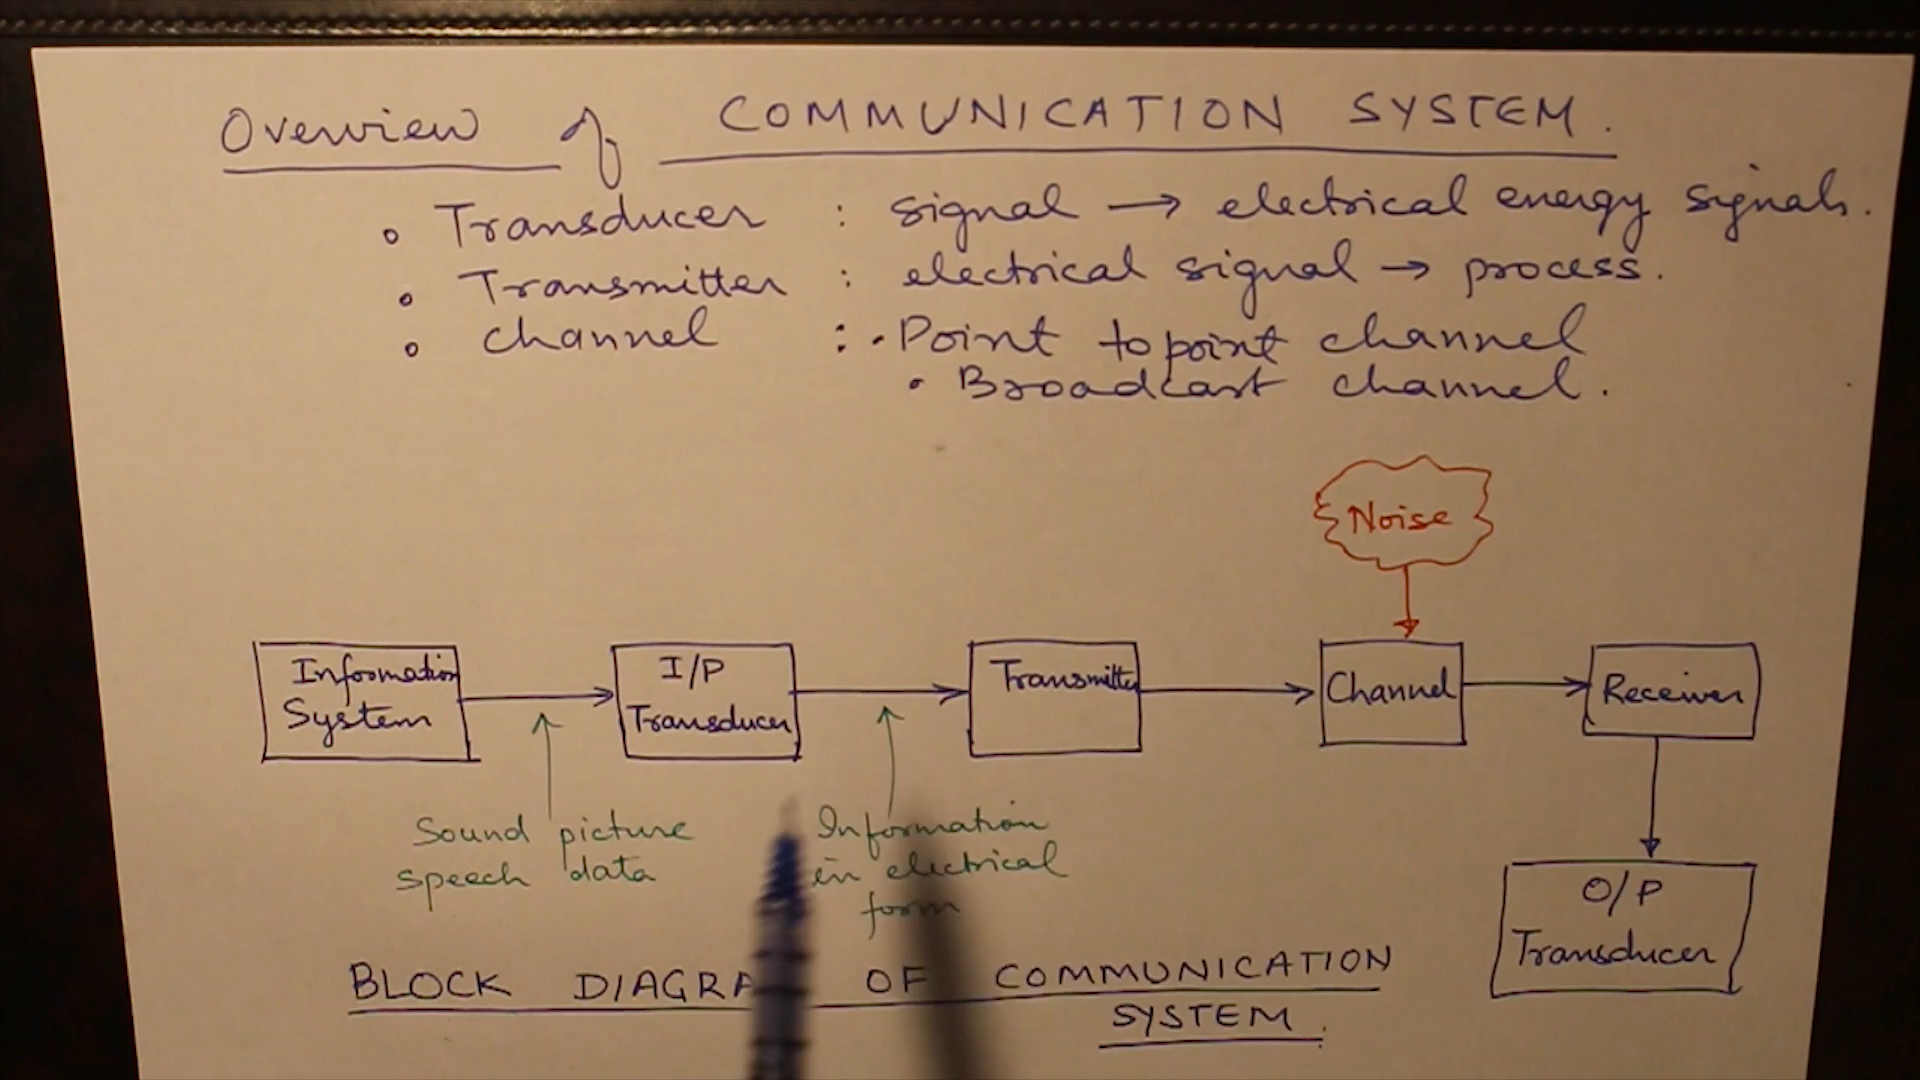 Overview of COMMUNICATION SYSTEM.
• Transducer : signal → electrical energy signals.
• Transmitter : electrical signal → process.
• Channel : • Point to point channel
• Broadcast channel.
Noise
Information
System
I/P
Transducer
Transmitter
Channel
Receiver
Sound picture
speech data
Information
in electrical
form
O/P
Transducer
BLOCK DIAGRA OF COMMUNICATION
SYSTEM.